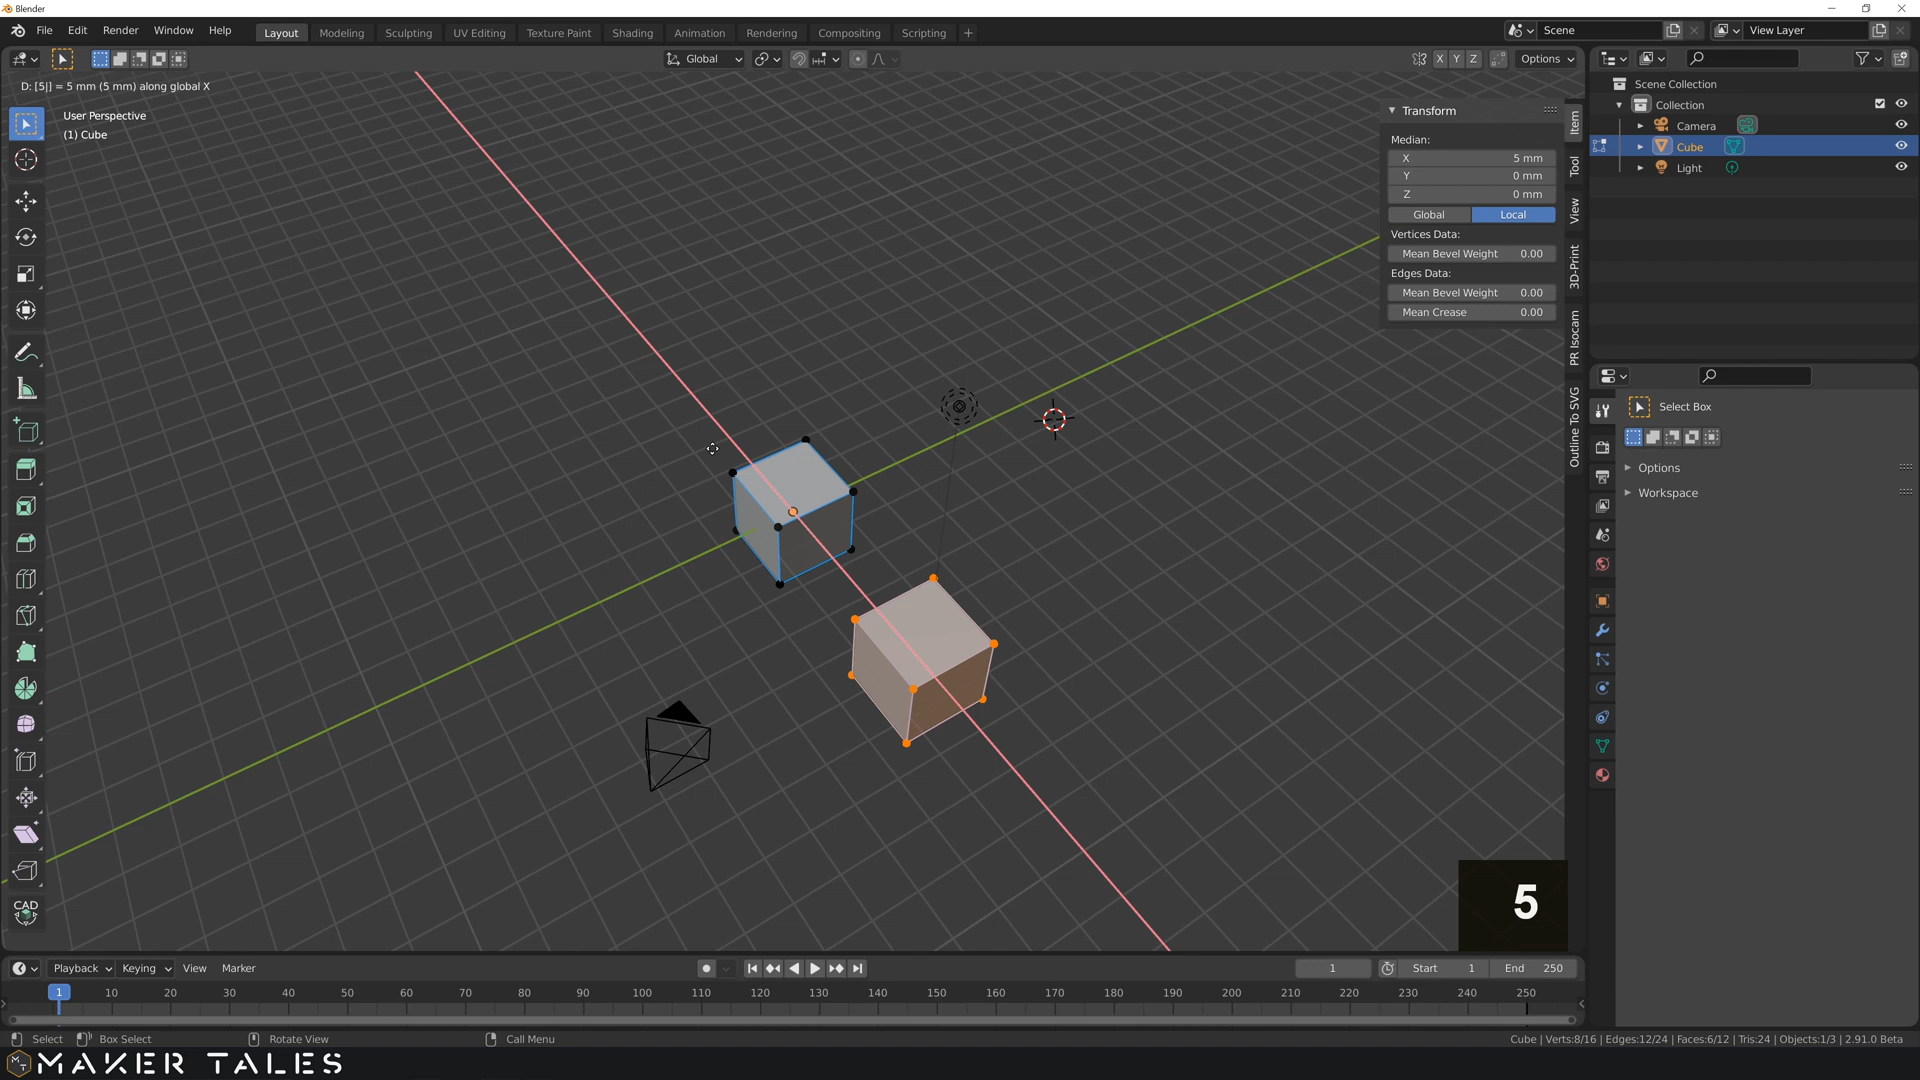 Blender
File Edit Render Window Help Layout Modeling Sculpting UV Editing Texture Paint Shading Animation Rendering Compositing Scripting + Scene View Layer
Global X Y Z Options
D: [5|] = 5 mm (5 mm) along global X
User Perspective
(1) Cube
Transform
Median:
X 5 mm
Y 0 mm
Z 0 mm
Global Local
Vertices Data:
Mean Bevel Weight 0.00
Edges Data:
Mean Bevel Weight 0.00
Mean Crease 0.00
Item
Tool
View
3D-Print
PR Isocam
Outline To SVG
Scene Collection
Collection
Camera
Cube
Light
Select Box
Options
Workspace
CAD
5
Playback Keying View Marker 1 Start 1 End 250
1 10 20 30 40 50 60 70 80 90 100 110 120 130 140 150 160 170 180 190 200 210 220 230 240 250
Select Box Select Rotate View Call Menu Cube | Verts:8/16 | Edges:12/24 | Faces:6/12 | Tris:24 | Objects:1/3 | 2.91.0 Beta
MAKER TALES